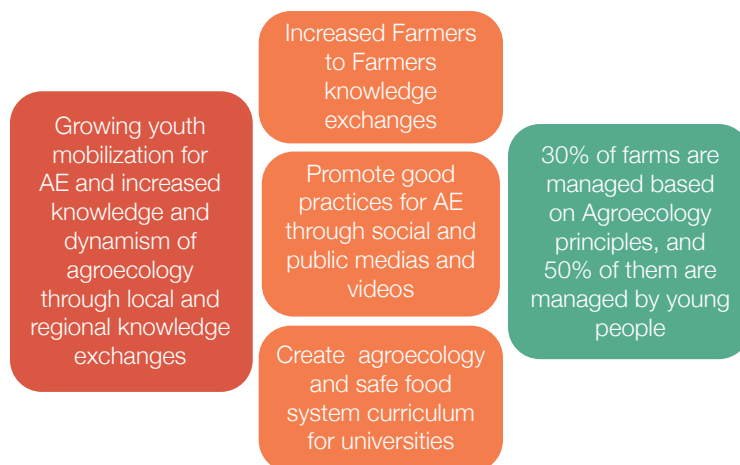 Growing youth
mobilization for
AE and increased
knowledge and
dynamism of
agroecology
through local and
regional knowledge
exchanges
Increased Farmers
to Farmers
knowledge
exchanges
Promote good
practices for AE
through social and
public medias and
videos
Create agroecology
and safe food
system curriculum
for universities
30% of farms are
managed based
on Agroecology
principles, and
50% of them are
managed by young
people